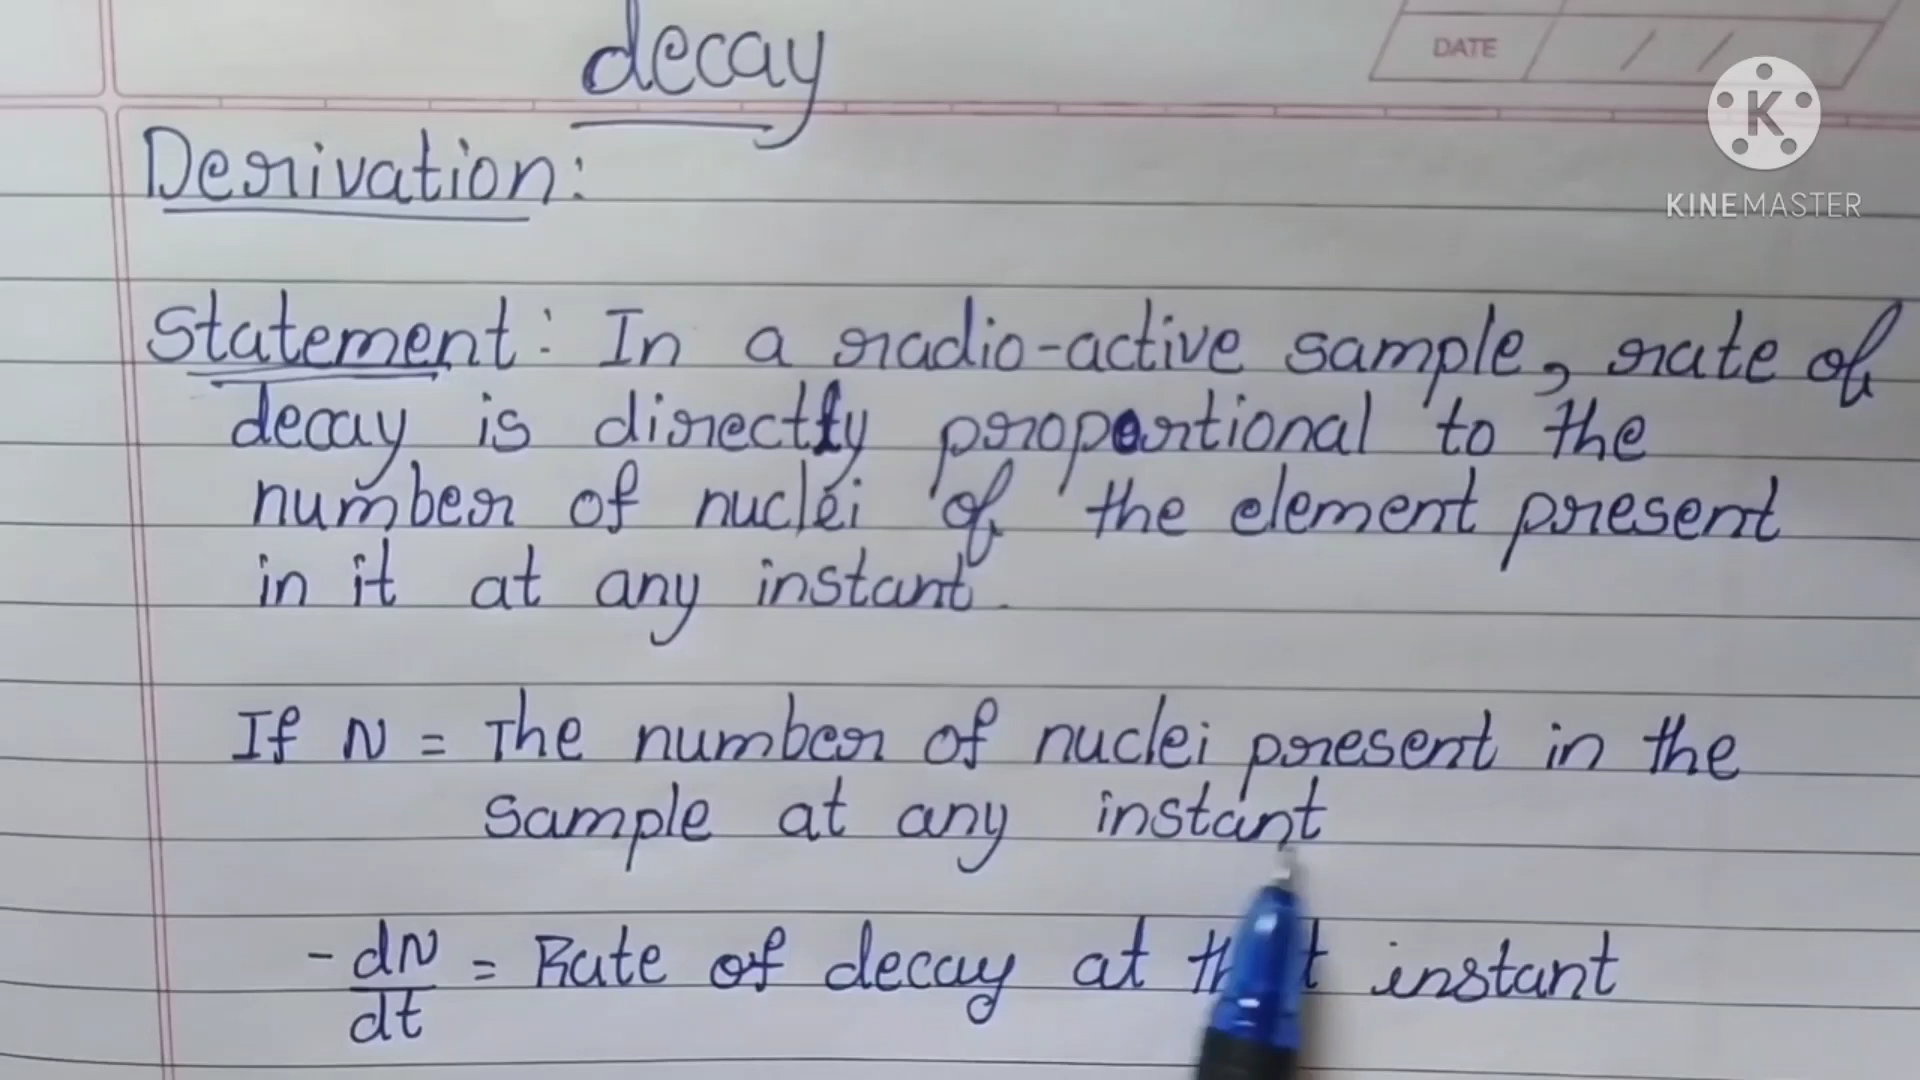 decay
DATE / /
K
KINEMASTER
Derivation:
Statement: In a radio-active sample, rate of
decay is directly proportional to the
number of nuclei of the element present
in it at any instant.
If N = The number of nuclei present in the
sample at any instant
-dN/dt = Rate of decay at that instant